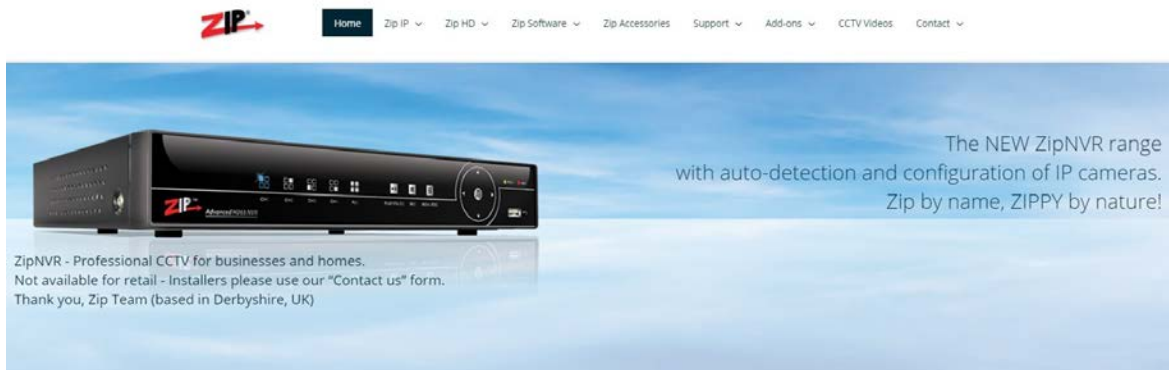 ZIP
Home Zip IP Zip HD Zip Software Zip Accessories Support Add-ons CCTV Videos Contact
The NEW ZipNVR range
with auto-detection and configuration of IP cameras.
Zip by name, ZIPPY by nature!
ZIP
ZipNVR - Professional CCTV for businesses and homes.
Not available for retail - Installers please use our “Contact us” form.
Thank you, Zip Team (based in Derbyshire, UK)